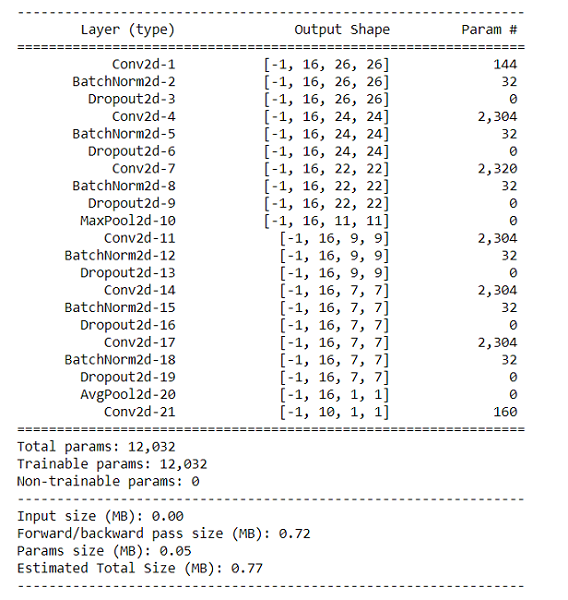 ----------------------------------------------------------------
Layer (type) Output Shape Param #
================================================================
Conv2d-1 [-1, 16, 26, 26] 144
BatchNorm2d-2 [-1, 16, 26, 26] 32
Dropout2d-3 [-1, 16, 26, 26] 0
Conv2d-4 [-1, 16, 24, 24] 2,304
BatchNorm2d-5 [-1, 16, 24, 24] 32
Dropout2d-6 [-1, 16, 24, 24] 0
Conv2d-7 [-1, 16, 22, 22] 2,320
BatchNorm2d-8 [-1, 16, 22, 22] 32
Dropout2d-9 [-1, 16, 22, 22] 0
MaxPool2d-10 [-1, 16, 11, 11] 0
Conv2d-11 [-1, 16, 9, 9] 2,304
BatchNorm2d-12 [-1, 16, 9, 9] 32
Dropout2d-13 [-1, 16, 9, 9] 0
Conv2d-14 [-1, 16, 7, 7] 2,304
BatchNorm2d-15 [-1, 16, 7, 7] 32
Dropout2d-16 [-1, 16, 7, 7] 0
Conv2d-17 [-1, 16, 7, 7] 2,304
BatchNorm2d-18 [-1, 16, 7, 7] 32
Dropout2d-19 [-1, 16, 7, 7] 0
AvgPool2d-20 [-1, 16, 1, 1] 0
Conv2d-21 [-1, 10, 1, 1] 160
================================================================
Total params: 12,032
Trainable params: 12,032
Non-trainable params: 0
----------------------------------------------------------------
Input size (MB): 0.00
Forward/backward pass size (MB): 0.72
Params size (MB): 0.05
Estimated Total Size (MB): 0.77
----------------------------------------------------------------